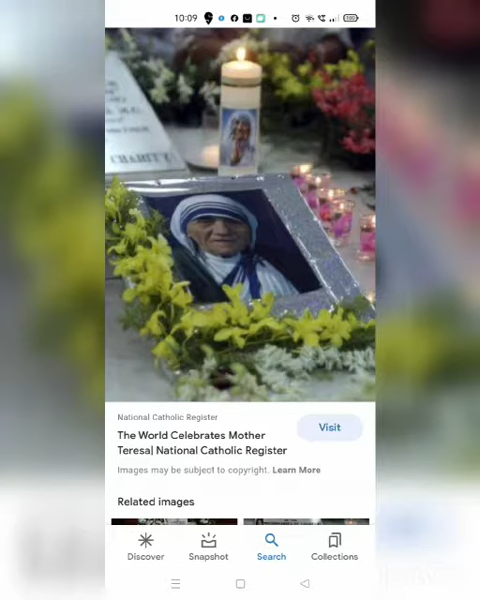 10:09
CHARITY
National Catholic Register
Visit
The World Celebrates Mother
Teresa| National Catholic Register
Images may be subject to copyright. Learn More
Related images
Discover
Snapshot
Search
Collections